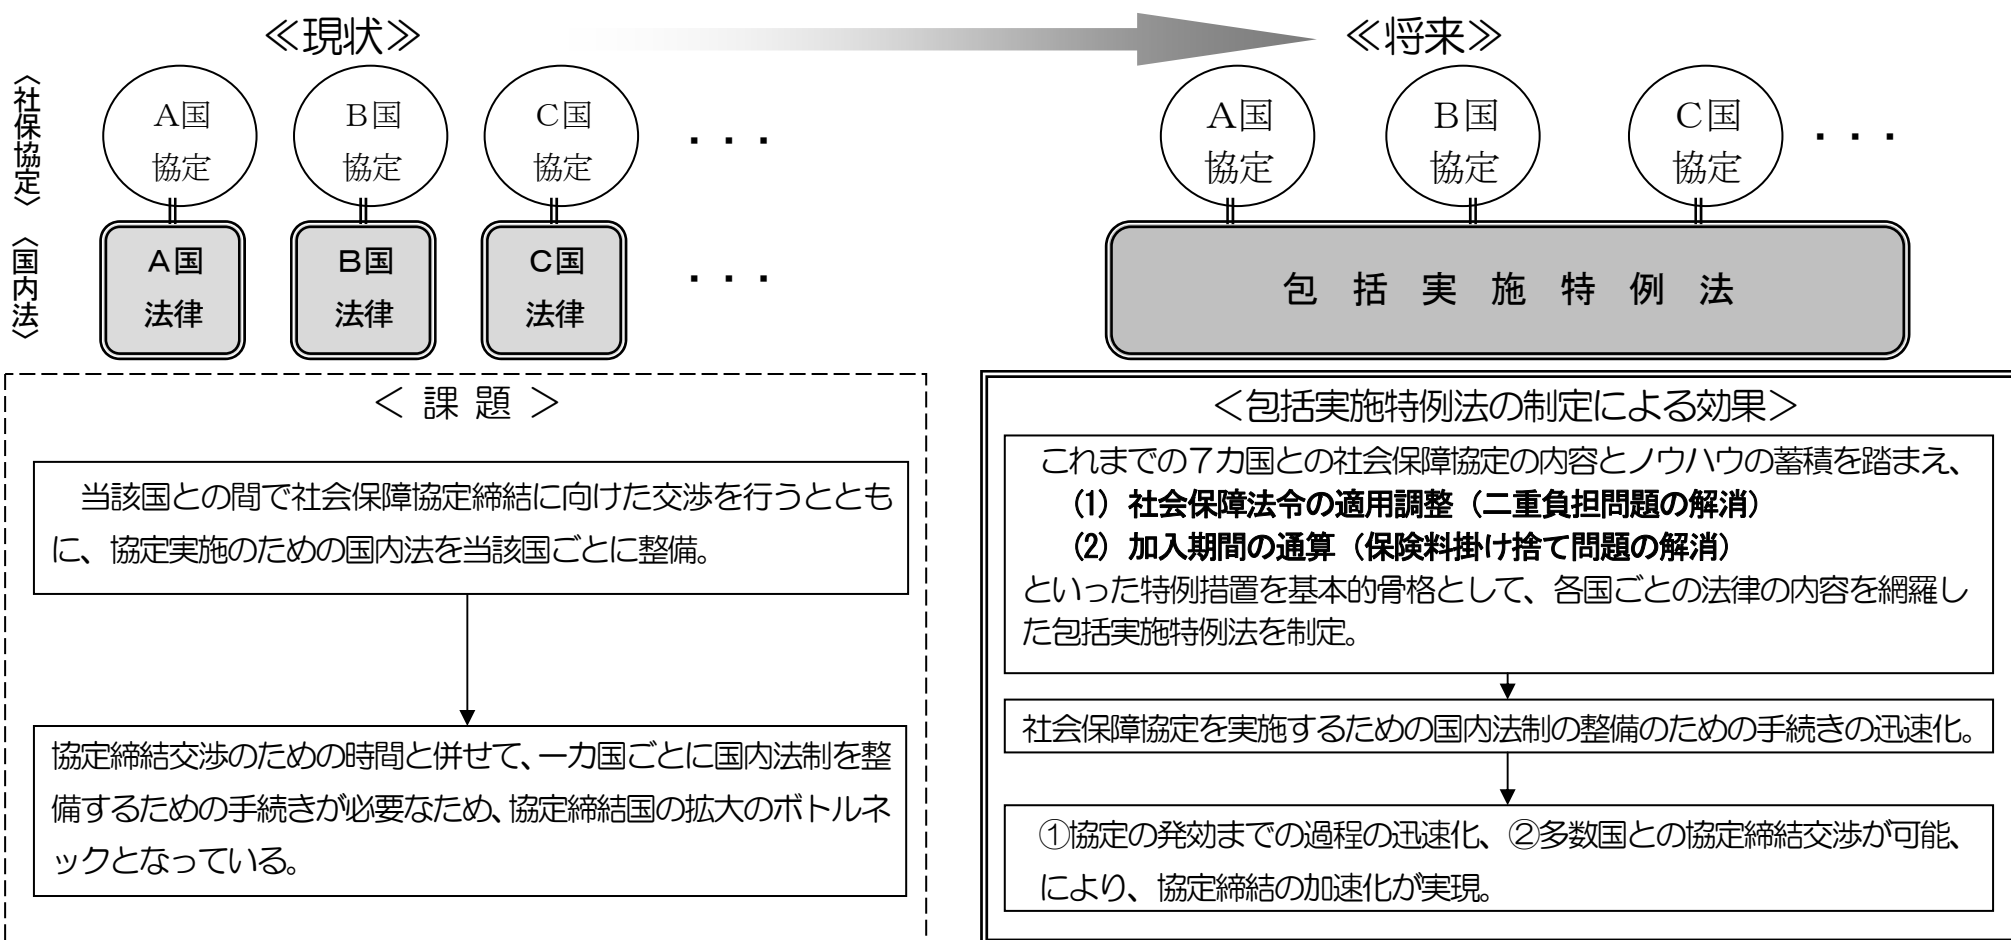 ≪現状≫
≪将来≫
〈社保協定〉
A国
協定
B国
協定
C国
協定
・・・
A国
協定
B国
協定
C国
協定
・・・
〈国内法〉
A国
法律
B国
法律
C国
法律
・・・
包括実施特例法
＜課題＞
当該国との間で社会保障協定締結に向けた交渉を行うととも
に、協定実施のための国内法を当該国ごとに整備。
協定締結交渉のための時間と併せて、一カ国ごとに国内法制を整
備するための手続きが必要なため、協定締結国の拡大のボトルネ
ックとなっている。
＜包括実施特例法の制定による効果＞
これまでの７カ国との社会保障協定の内容とノウハウの蓄積を踏まえ、
(1) 社会保障法令の適用調整（二重負担問題の解消）
(2) 加入期間の通算（保険料掛け捨て問題の解消）
といった特例措置を基本的骨格として、各国ごとの法律の内容を網羅し
た包括実施特例法を制定。
社会保障協定を実施するための国内法制の整備のための手続きの迅速化。
①協定の発効までの過程の迅速化、②多数国との協定締結交渉が可能、
により、協定締結の加速化が実現。